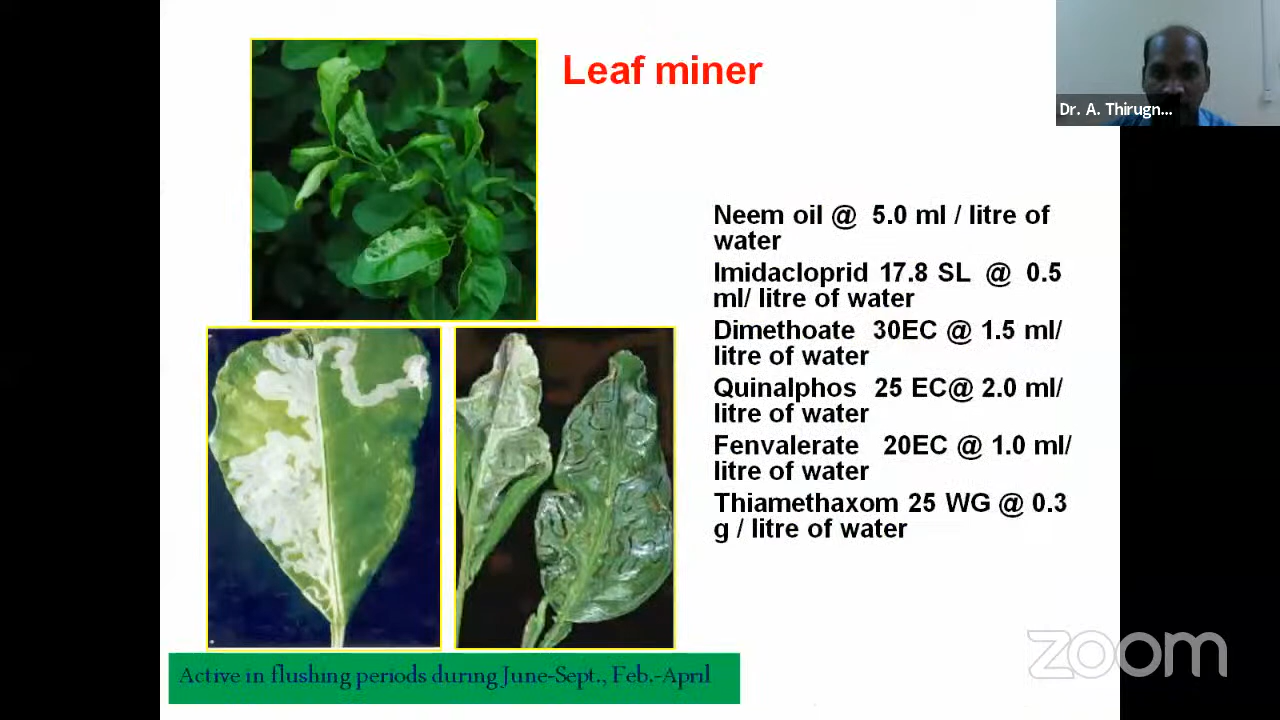 Leaf miner
Dr. A. Thirugn...
Neem oil @ 5.0 ml / litre of
water
Imidacloprid 17.8 SL @ 0.5
ml/ litre of water
Dimethoate 30EC @ 1.5 ml/
litre of water
Quinalphos 25 EC@ 2.0 ml/
litre of water
Fenvalerate 20EC @ 1.0 ml/
litre of water
Thiamethaxom 25 WG @ 0.3
g / litre of water
Active in flushing periods during June-Sept., Feb.-April
zoom